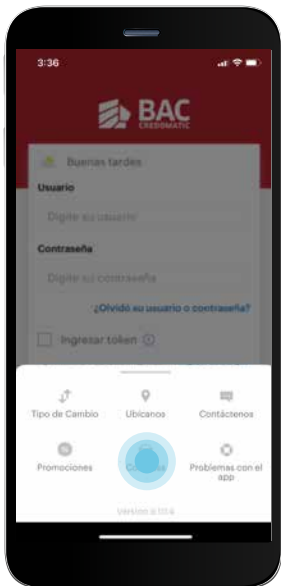 3:36
BAC
CREDOMATIC
Buenas tardes
Usuario
Digite su usuario
Contraseña
Digite su contraseña
¿Olvidó su usuario o contraseña?
Ingresar token
Tipo de Cambio
Ubícanos
Contáctenos
Promociones
Problemas con el
app